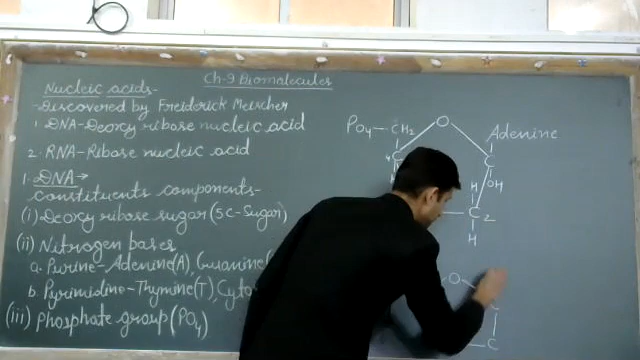 Ch-9 Biomolecules
Nucleic acids-
-Discovered by Freiderick Meischer
1. DNA-Deoxy ribose nucleic acid
2. RNA-Ribose nucleic acid
1. DNA→
constituents components-
(i) Deoxy ribose sugar (5C-Sugar)
(ii) Nitrogen bases
a. Purine-Adenine(A), Guanine(
b. Pyrimidine-Thymine(T), Cyto
(iii) Phosphate group (PO4)
PO4-CH2 O Adenine
4 C C
H H OH
C 2
H
O
C